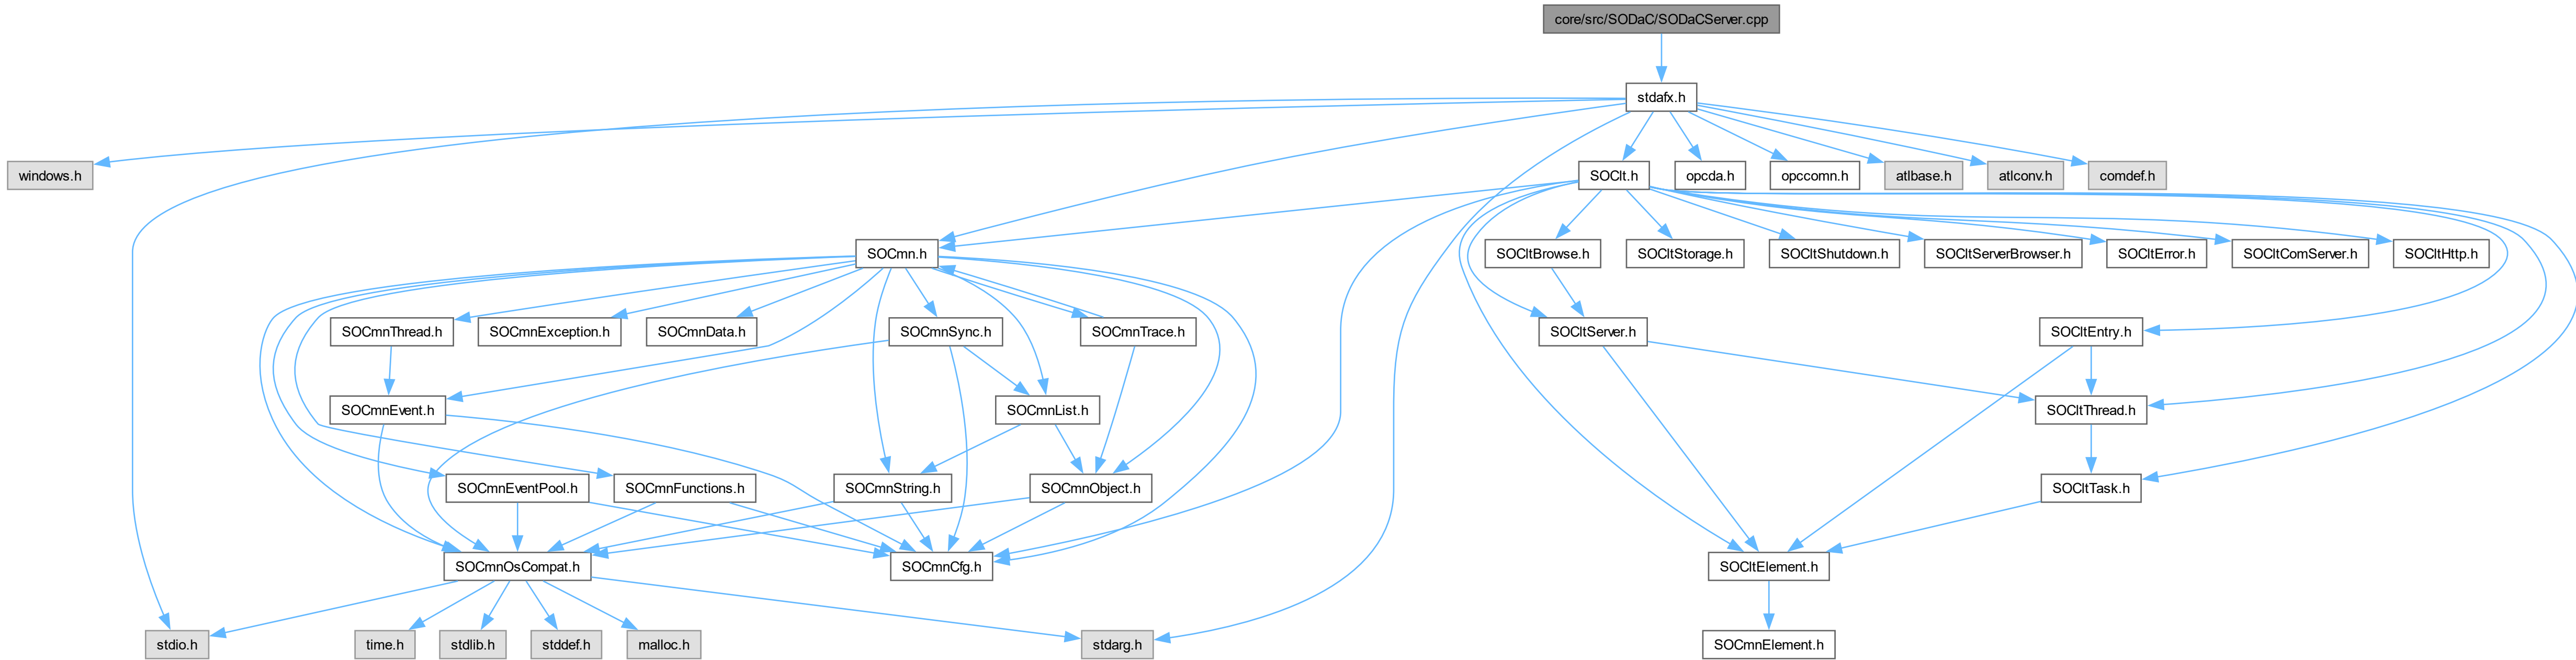 core/src/SODaC/SODaCServer.cpp
stdafx.h
windows.h
SOClt.h
opcda.h
opccomn.h
atlbase.h
atlconv.h
comdef.h
SOCmn.h
SOCltBrowse.h
SOCltStorage.h
SOCltShutdown.h
SOCltServerBrowser.h
SOCltError.h
SOCltComServer.h
SOCltHttp.h
SOCmnThread.h
SOCmnException.h
SOCmnData.h
SOCmnSync.h
SOCmnTrace.h
SOCltServer.h
SOCltEntry.h
SOCmnEvent.h
SOCmnList.h
SOCltThread.h
SOCmnEventPool.h
SOCmnFunctions.h
SOCmnString.h
SOCmnObject.h
SOCltTask.h
SOCmnOsCompat.h
SOCmnCfg.h
SOCltElement.h
stdio.h
time.h
stdlib.h
stddef.h
malloc.h
stdarg.h
SOCmnElement.h